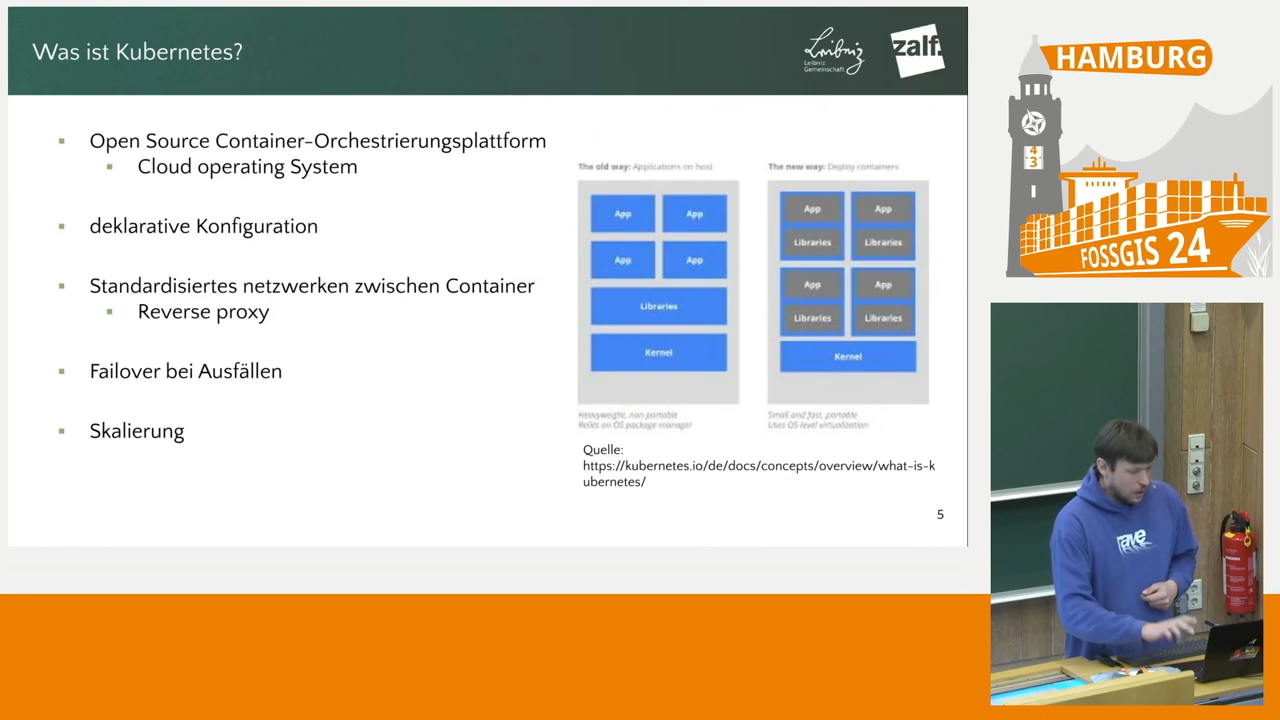 Was ist Kubernetes?
Leibniz
Leibniz
Gemeinschaft
zalf.
Open Source Container-Orchestrierungsplattform
Cloud operating System
deklarative Konfiguration
Standardisiertes netzwerken zwischen Container
Reverse proxy
Failover bei Ausfällen
Skalierung
The old way: Applications on host
App App
App App
Libraries
Kernel
Heavyweight, non-portable
Relies on OS package manager
The new way: Deploy containers
App App
Libraries Libraries
App App
Libraries Libraries
Kernel
Small and fast, portable
Uses OS-level virtualization
Quelle:
https://kubernetes.io/de/docs/concepts/overview/what-is-k
ubernetes/
5
HAMBURG
4
3
FOSSGIS 24
rave